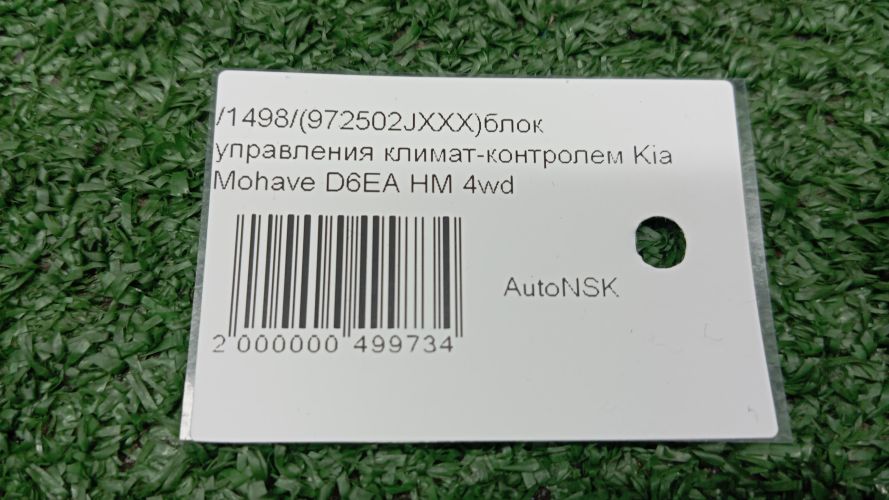 /1498/(972502JXXX)блок
управления климат-контролем Kia
Mohave D6EA HM 4wd
AutoNSK
2 000000 499734